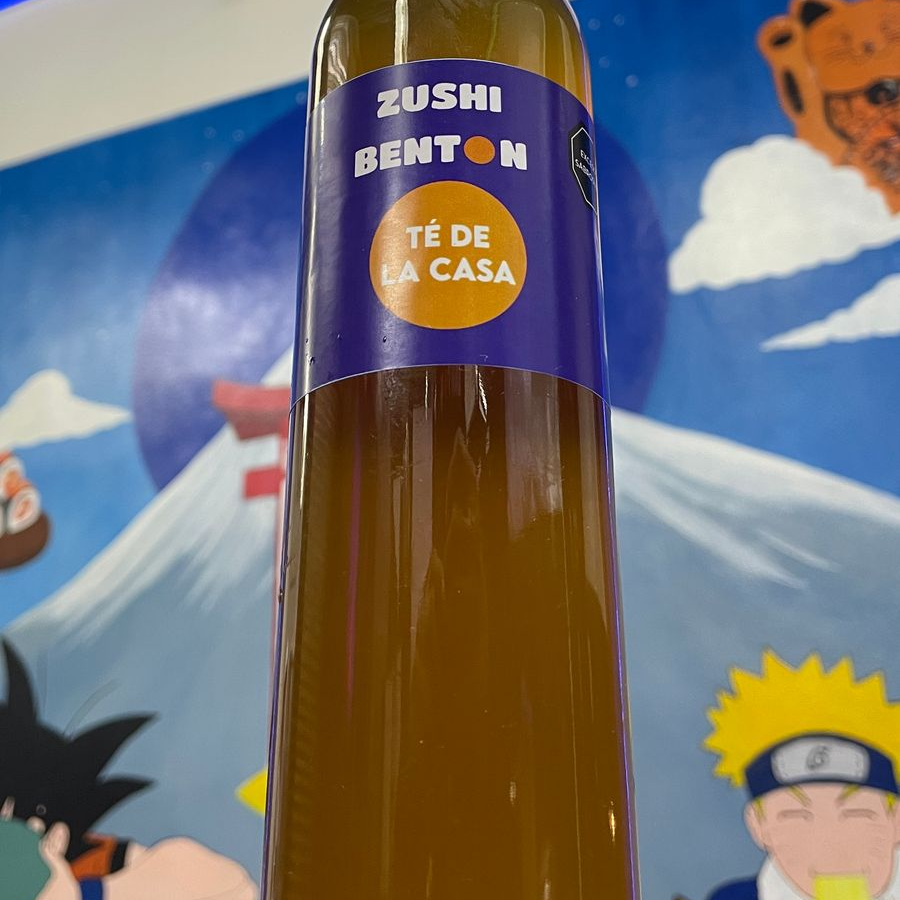 ZUSHI
BENTON
TÉ DE
LA CASA